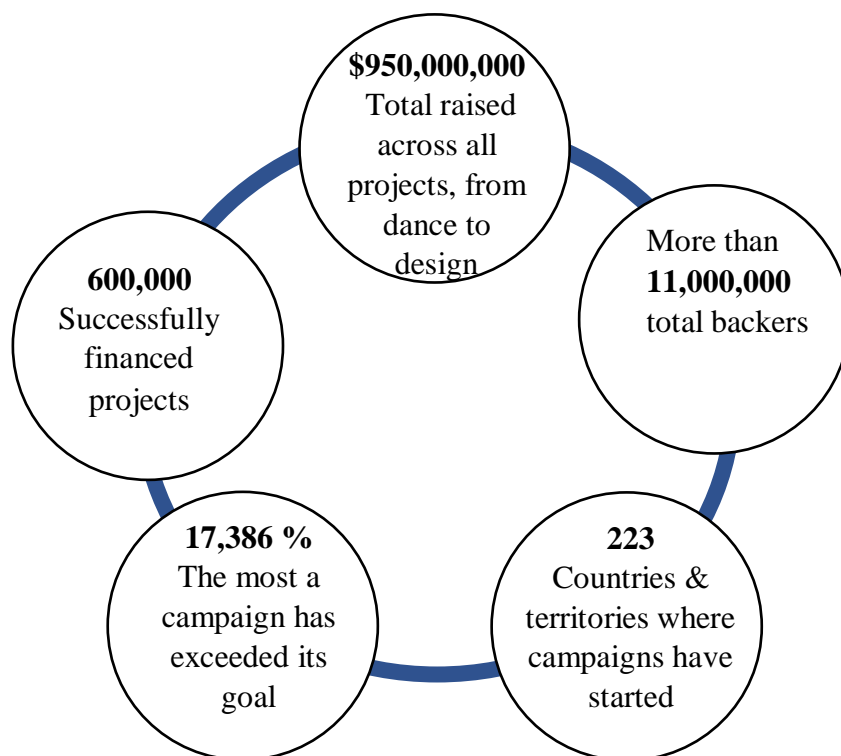 $950,000,000
Total raised
across all
projects, from
dance to
design
More than
11,000,000
total backers
600,000
Successfully
financed
projects
17,386 %
The most a
campaign has
exceeded its
goal
223
Countries &
territories where
campaigns have
started